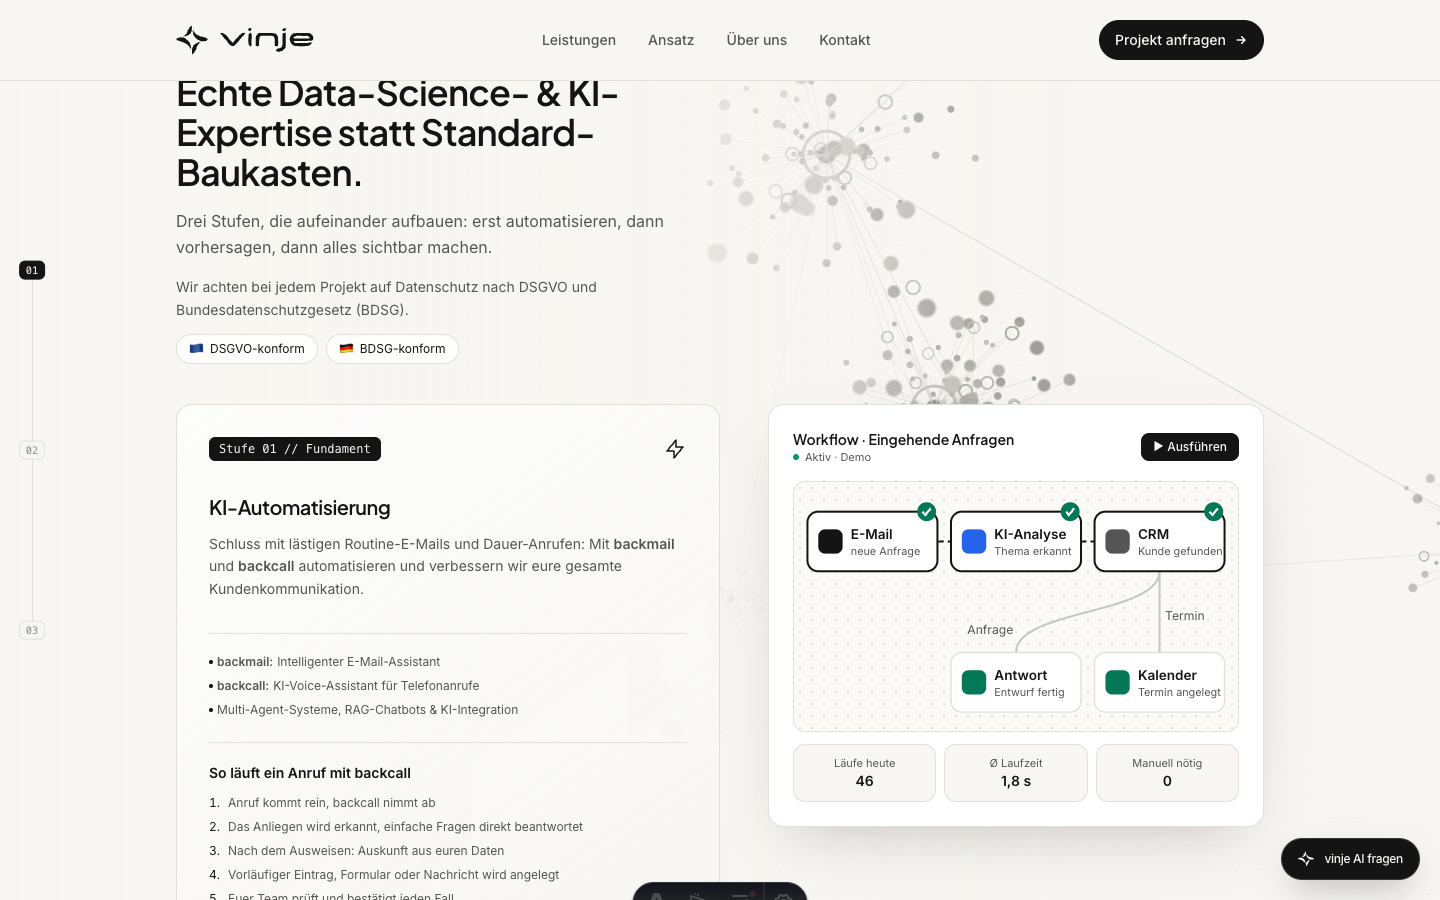 vinje
Leistungen
Ansatz
Über uns
Kontakt
Projekt anfragen →
Echte Data-Science- & KI-
Expertise statt Standard-
Baukasten.
Drei Stufen, die aufeinander aufbauen: erst automatisieren, dann
vorhersagen, dann alles sichtbar machen.
Wir achten bei jedem Projekt auf Datenschutz nach DSGVO und
Bundesdatenschutzgesetz (BDSG).
DSGVO-konform
BDSG-konform
01
02
03
Stufe 01 // Fundament
KI-Automatisierung
Schluss mit lästigen Routine-E-Mails und Dauer-Anrufen: Mit backmail
und backcall automatisieren und verbessern wir eure gesamte
Kundenkommunikation.
• backmail: Intelligenter E-Mail-Assistant
• backcall: KI-Voice-Assistant für Telefonanrufe
• Multi-Agent-Systeme, RAG-Chatbots & KI-Integration
So läuft ein Anruf mit backcall
1. Anruf kommt rein, backcall nimmt ab
2. Das Anliegen wird erkannt, einfache Fragen direkt beantwortet
3. Nach dem Ausweisen: Auskunft aus euren Daten
4. Vorläufiger Eintrag, Formular oder Nachricht wird angelegt
5. Euer Team prüft und bestätigt jeden Fall
Workflow · Eingehende Anfragen
Aktiv · Demo
▶ Ausführen
E-Mail
neue Anfrage
KI-Analyse
Thema erkannt
CRM
Kunde gefunden
Anfrage
Termin
Antwort
Entwurf fertig
Kalender
Termin angelegt
Läufe heute
46
Ø Laufzeit
1,8 s
Manuell nötig
0
vinje AI fragen